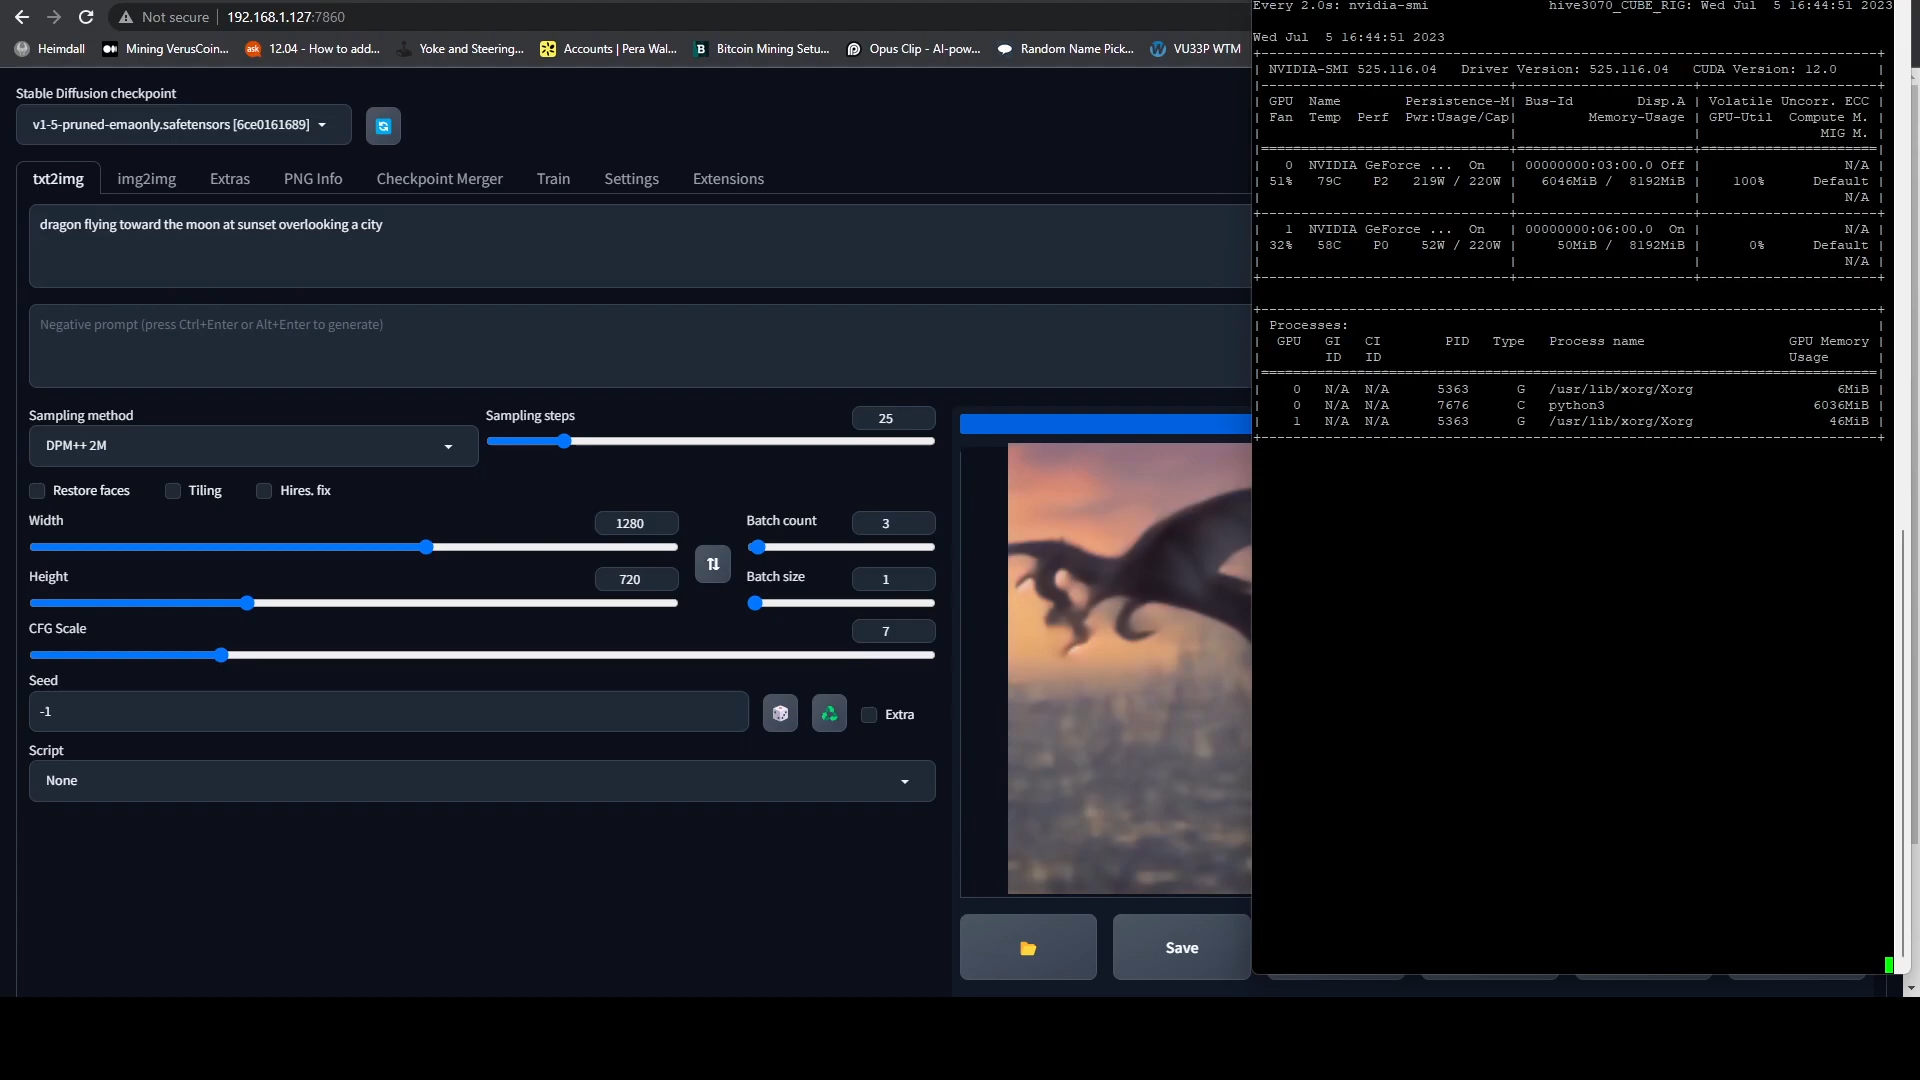 Not secure | 192.168.1.127:7860
Heimdall Mining VerusCoin... 12.04 - How to add... Yoke and Steering... Accounts | Pera Wal... Bitcoin Mining Setu... Opus Clip - AI-pow... Random Name Pick... VU33P WTM
Stable Diffusion checkpoint
v1-5-pruned-emaonly.safetensors [6ce0161689]
txt2img img2img Extras PNG Info Checkpoint Merger Train Settings Extensions
dragon flying toward the moon at sunset overlooking a city
Negative prompt (press Ctrl+Enter or Alt+Enter to generate)
Sampling method
DPM++ 2M
Sampling steps
25
Restore faces Tiling Hires. fix
Width
1280
Batch count
3
Height
720
Batch size
1
CFG Scale
7
Seed
-1
Extra
Script
None
Save
Every 2.0s: nvidia-smi hive3070_CUBE_RIG: Wed Jul 5 16:44:51 2023
Wed Jul 5 16:44:51 2023
+-----------------------------------------------------------------------------+
| NVIDIA-SMI 525.116.04 Driver Version: 525.116.04 CUDA Version: 12.0 |
|-------------------------------+----------------------+----------------------+
| GPU Name Persistence-M| Bus-Id Disp.A | Volatile Uncorr. ECC |
| Fan Temp Perf Pwr:Usage/Cap| Memory-Usage | GPU-Util Compute M. |
| | | MIG M. |
|===============================+======================+======================|
| 0 NVIDIA GeForce ... On | 00000000:03:00.0 Off | N/A |
| 51% 79C P2 219W / 220W | 6046MiB / 8192MiB | 100% Default |
| | | N/A |
+-------------------------------+----------------------+----------------------+
| 1 NVIDIA GeForce ... On | 00000000:06:00.0 On | N/A |
| 32% 58C P0 52W / 220W | 50MiB / 8192MiB | 0% Default |
| | | N/A |
+-------------------------------+----------------------+----------------------+
+-----------------------------------------------------------------------------+
| Processes: |
| GPU GI CI PID Type Process name GPU Memory |
| ID ID Usage |
|=============================================================================|
| 0 N/A N/A 5363 G /usr/lib/xorg/Xorg 6MiB |
| 0 N/A N/A 7676 C python3 6036MiB |
| 1 N/A N/A 5363 G /usr/lib/xorg/Xorg 46MiB |
+-----------------------------------------------------------------------------+